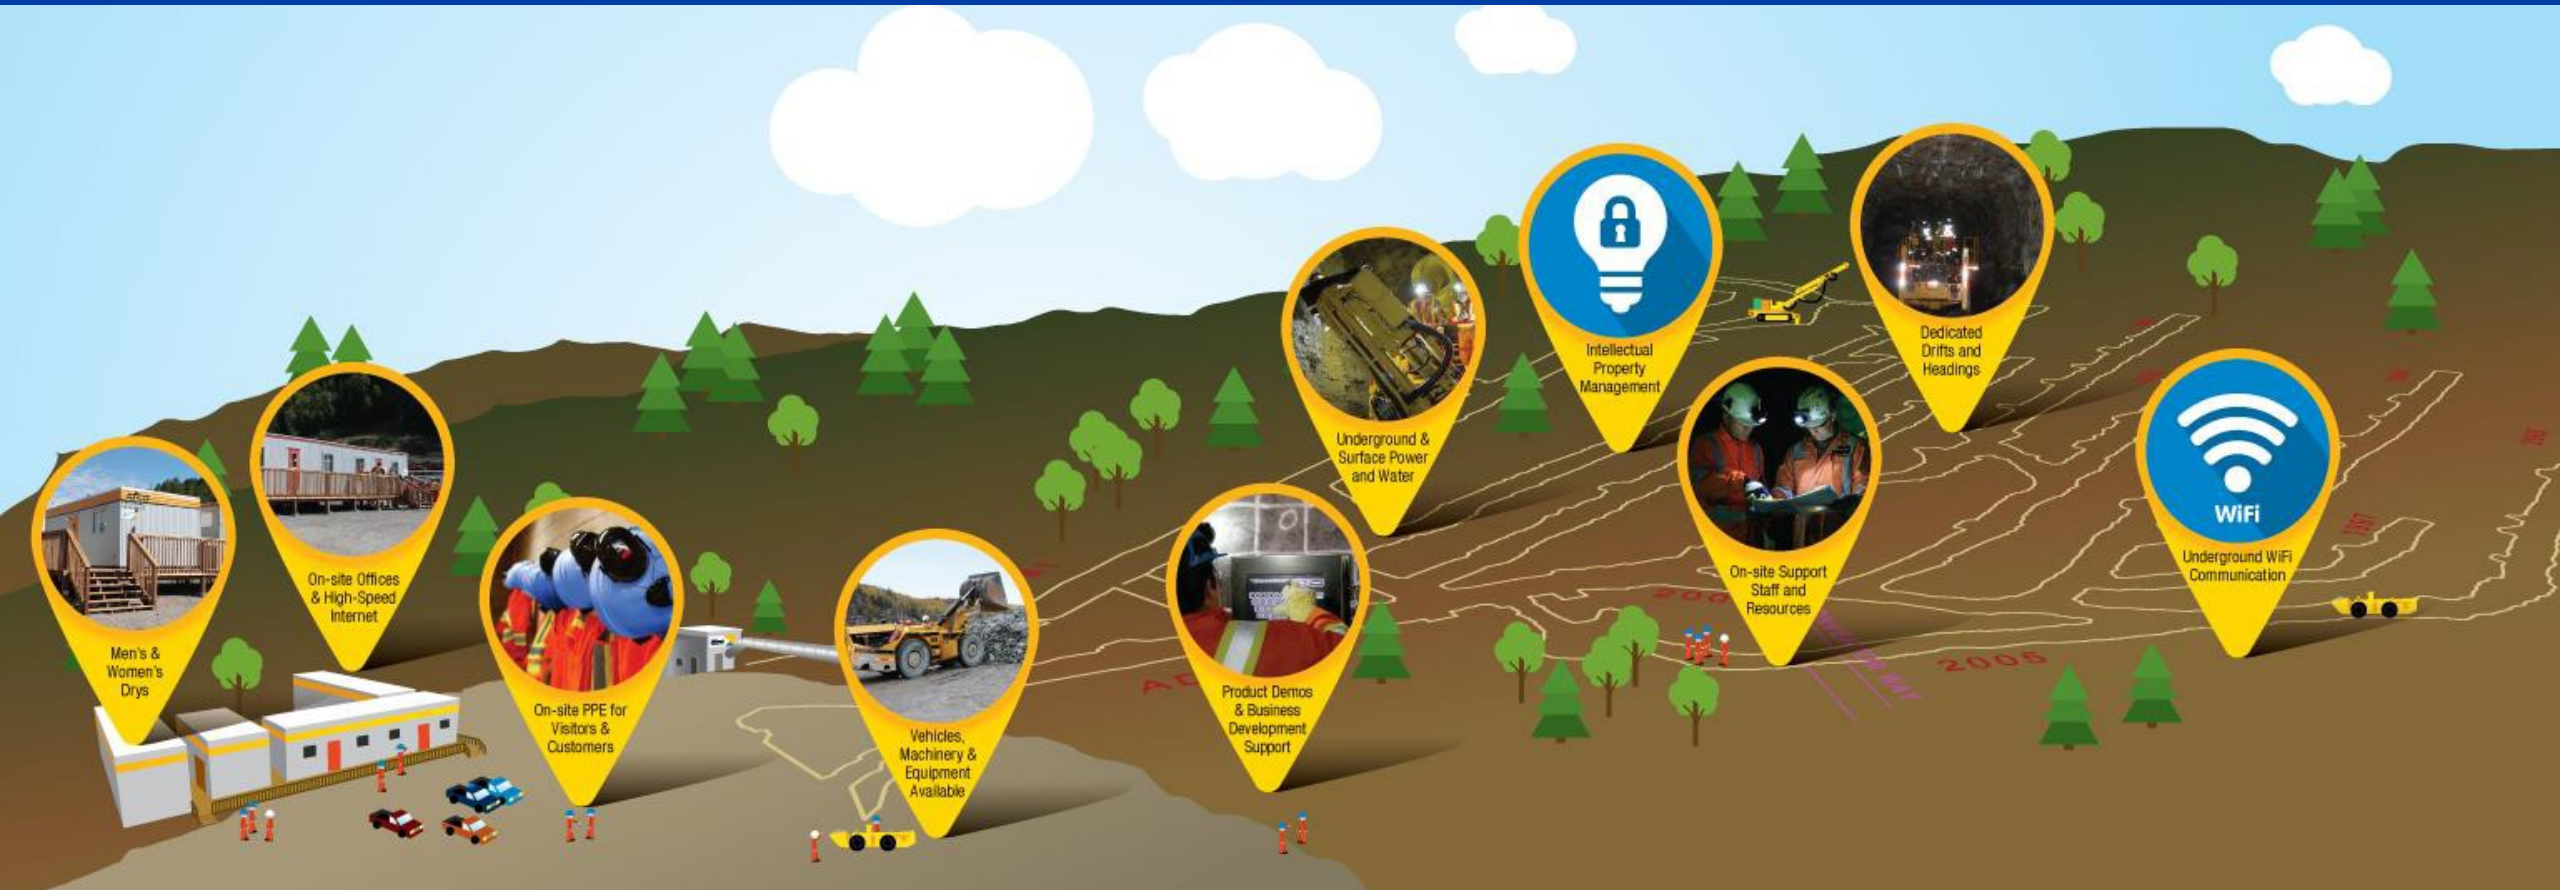 Men's &
Women's
Drys
On-site Offices
& High-Speed
Internet
On-site PPE for
Visitors &
Customers
Vehicles,
Machinery &
Equipment
Available
Product Demos
& Business
Development
Support
Underground &
Surface Power
and Water
Intellectual
Property
Management
On-site Support
Staff and
Resources
Dedicated
Drifts and
Headings
WiFi
Underground WiFi
Communication
2005